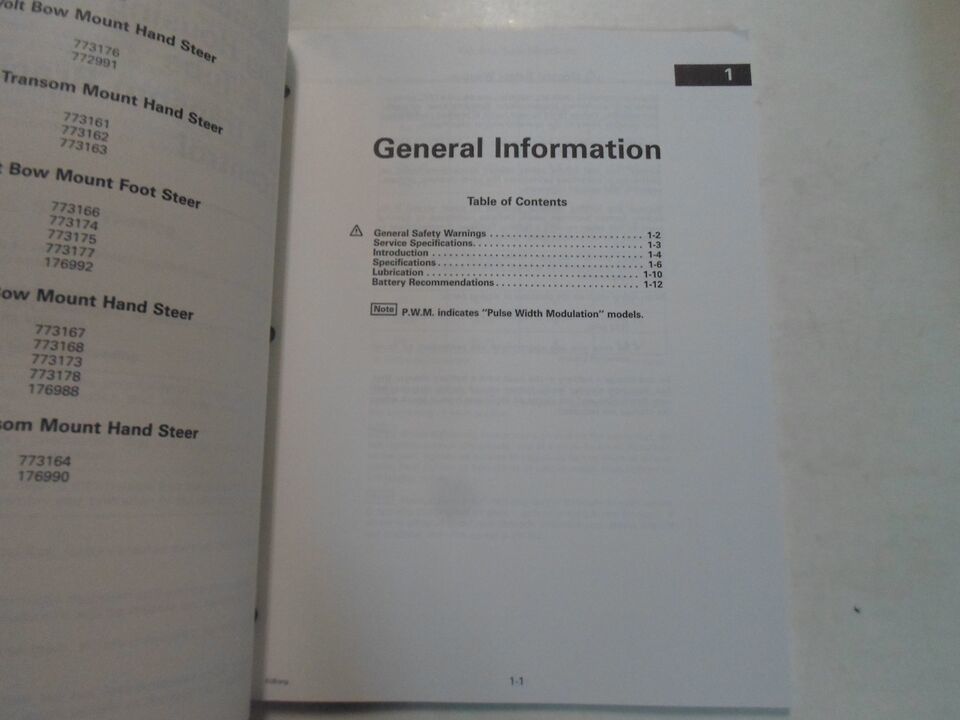 Bow Mount Hand Steer
773176
772991
Transom Mount Hand Steer
773161
773162
773163
Bow Mount Foot Steer
773166
773174
773175
773177
176992
Bow Mount Hand Steer
773167
773168
773173
773178
176988
Mount Hand Steer
773164
176990
1
General Information
Table of Contents
General Safety Warnings . . . . . . . . . . . . . . . . . . . . . . . . . . . 1-2
Service Specifications. . . . . . . . . . . . . . . . . . . . . . . . . . . . . . 1-3
Introduction . . . . . . . . . . . . . . . . . . . . . . . . . . . . . . . . . . . . . 1-4
Specifications . . . . . . . . . . . . . . . . . . . . . . . . . . . . . . . . . . . . 1-6
Lubrication . . . . . . . . . . . . . . . . . . . . . . . . . . . . . . . . . . . . . 1-10
Battery Recommendations . . . . . . . . . . . . . . . . . . . . . . . . . 1-12
Note P.W.M. indicates "Pulse Width Modulation" models.
1-1